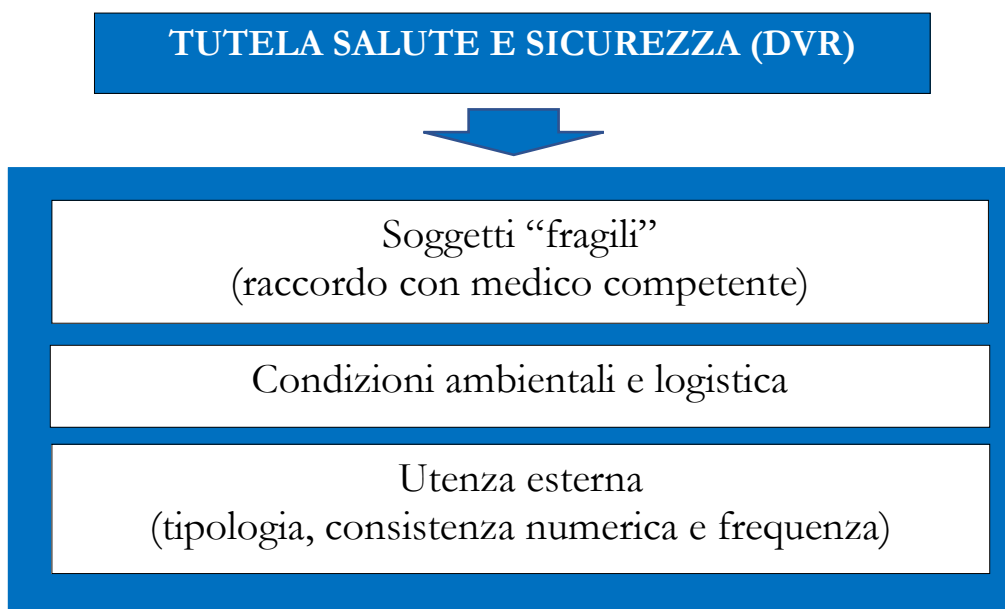 TUTELA SALUTE E SICUREZZA (DVR)
Soggetti “fragili”
(raccordo con medico competente)
Condizioni ambientali e logistica
Utenza esterna
(tipologia, consistenza numerica e frequenza)